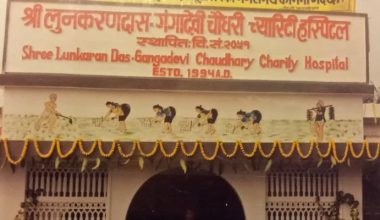 श्री लुनकरणदास-गंगादेवी चौधरी च्यारिटी हस्पिटल
स्थापित वि.सं. २०५१
Shree Lunkaran Das-Gangadevi Chaudhary Charity Hospital
ESTD. 1994 A.D.